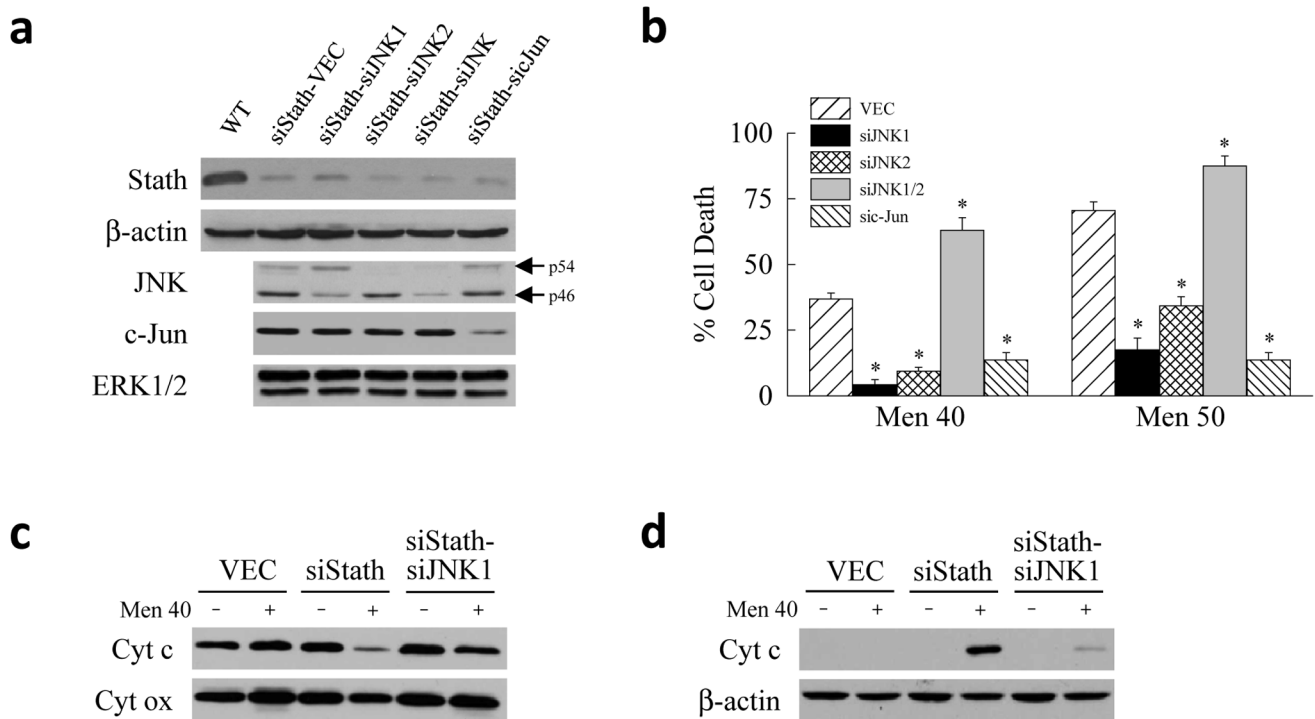 a
WT
siStath-VEC
siStath-siJNK1
siStath-siJNK2
siStath-siJNK
siStath-sicJun
Stath
β-actin
JNK
p54
p46
c-Jun
ERK1/2
b
VEC
siJNK1
siJNK2
siJNK1/2
sic-Jun
% Cell Death
100
75
50
25
0
* * * *
* * * *
Men 40
Men 50
c
VEC
siStath
siStath-
siJNK1
Men 40
- + - + - +
Cyt c
Cyt ox
d
VEC
siStath
siStath-
siJNK1
Men 40
- + - + - +
Cyt c
β-actin